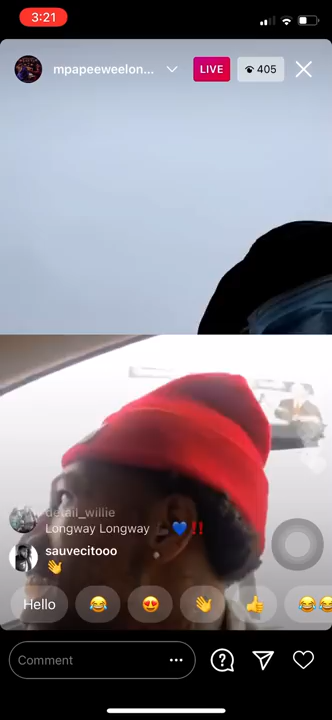 3:21
mpapeeweelon...
LIVE
405
detail_willie
Longway Longway 💙‼️
sauvecitooo
👋
Hello
Comment